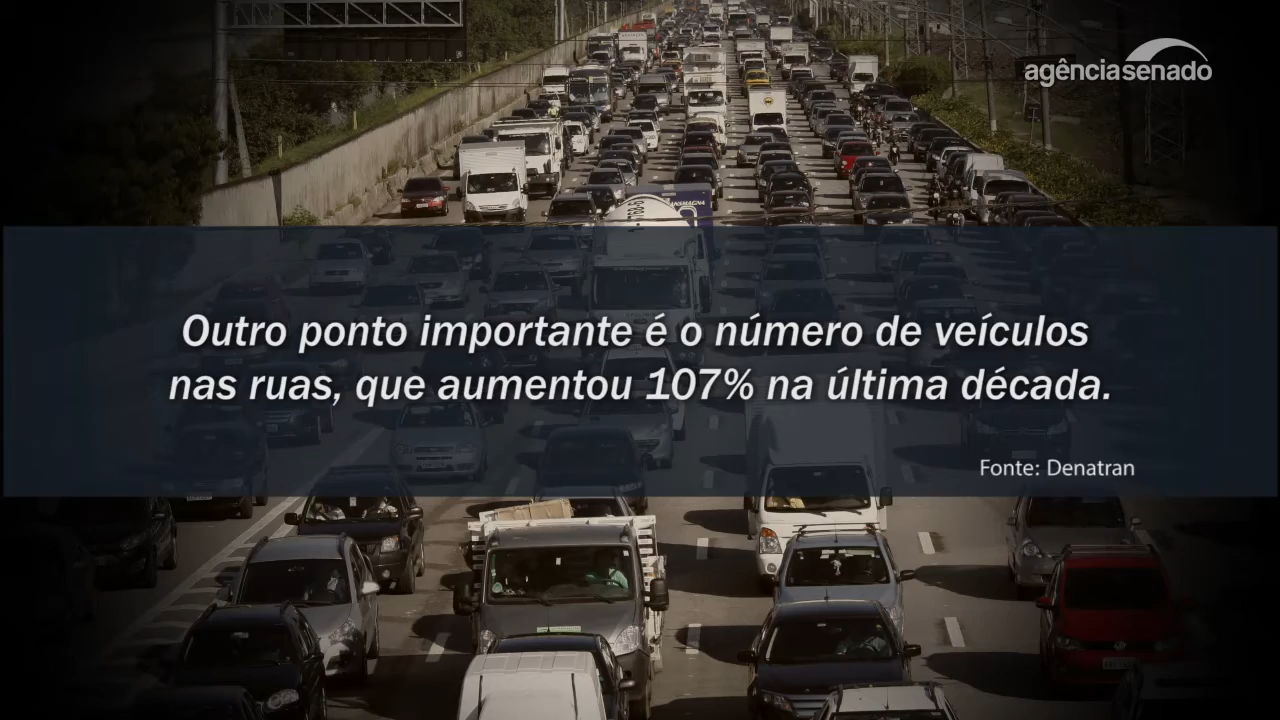 agênciasenado
Outro ponto importante é o número de veículos
nas ruas, que aumentou 107% na última década.
Fonte: Denatran